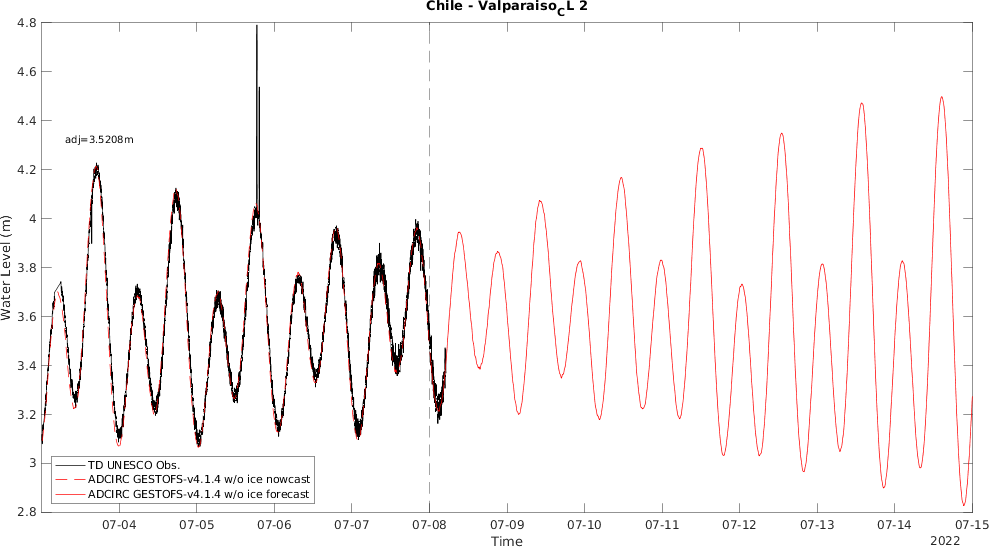 Chile - Valparaiso_CL 2
4.8
4.6
4.4
4.2
4
3.8
3.6
3.4
3.2
3
2.8
Water Level (m)
adj=3.5208m
TD UNESCO Obs.
ADCIRC GESTOFS-v4.1.4 w/o ice nowcast
ADCIRC GESTOFS-v4.1.4 w/o ice forecast
07-04 07-05 07-06 07-07 07-08 07-09 07-10 07-11 07-12 07-13 07-14 07-15
Time
2022